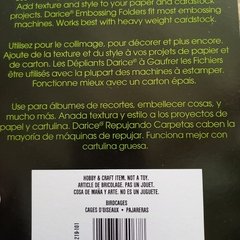 Add texture and style to your paper and cardstock
projects. Darice® Embossing Folders fit most embossing
machines. Works best with heavy weight cardstock.
Utilisez pour le collimage, pour décorer et plus encore.
Ajoute de la texture et du style à vos projets de papier et
de carton. Les Dépliants Darice® à Gaufrer les Fichiers
être utilisés avec la plupart des machines à estamper.
Fonctionne mieux avec un carton épais.
Use para álbumes de recortes, embellecer cosas, y
mucho más. Anada textura y estilo a los proyectos de
papel y cartulina. Darice® Repujando Carpetas caben la
mayoría de máquinas de repujar. Funciona mejor con
cartulina gruesa.
HOBBY & CRAFT ITEM. NOT A TOY.
ARTICLE DE BRICOLAGE. PAS UN JOUET.
COSA DE MAÑA Y ARTE. NO ES UN JUGUETE.
BIRDCAGES
CAGES D'OISEAUX • PAJARERAS
219-101